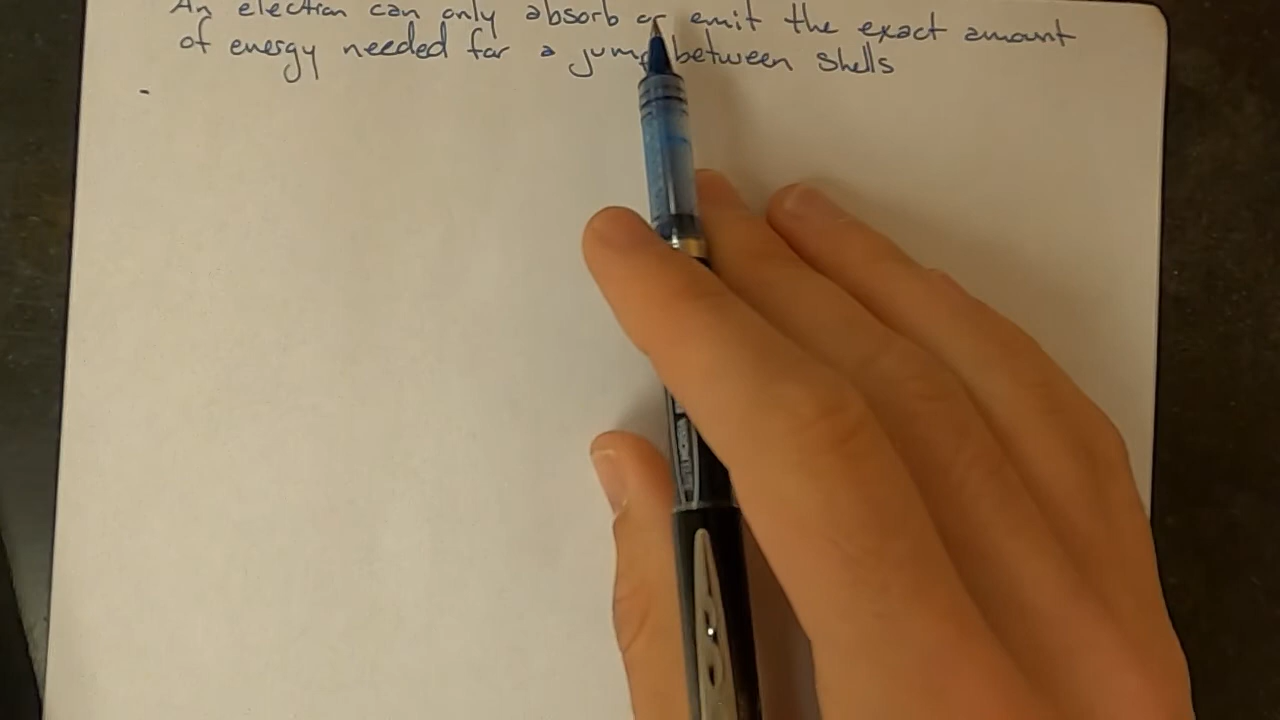 An electron can only absorb or emit the exact amount
of energy needed for a jump between shells
-